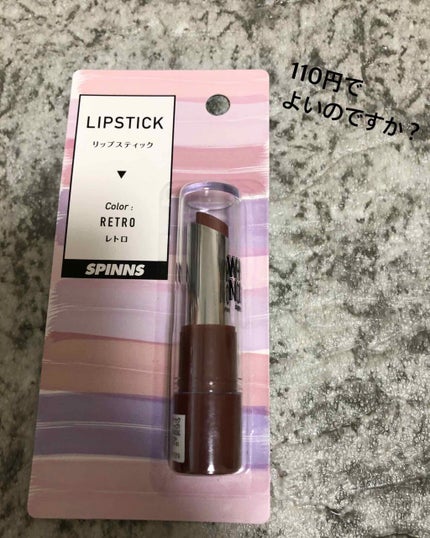 110円で
よいのですか？
LIPSTICK
リップスティック
▼
Color :
RETRO
レトロ
SPINNS